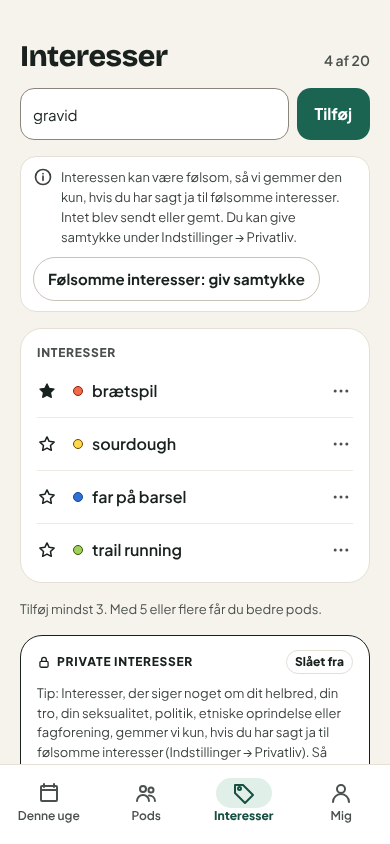 Interesser
4 af 20
gravid
Tilføj
Interessen kan være følsom, så vi gemmer den
kun, hvis du har sagt ja til følsomme interesser.
Intet blev sendt eller gemt. Du kan give
samtykke under Indstillinger → Privatliv.
Følsomme interesser: giv samtykke
INTERESSER
brætspil
sourdough
far på barsel
trail running
Tilføj mindst 3. Med 5 eller flere får du bedre pods.
PRIVATE INTERESSER
Slået fra
Tip: Interesser, der siger noget om dit helbred, din
tro, din seksualitet, politik, etniske oprindelse eller
fagforening, gemmer vi kun, hvis du har sagt ja til
følsomme interesser (Indstillinger → Privatliv). Så
Denne uge
Pods
Interesser
Mig